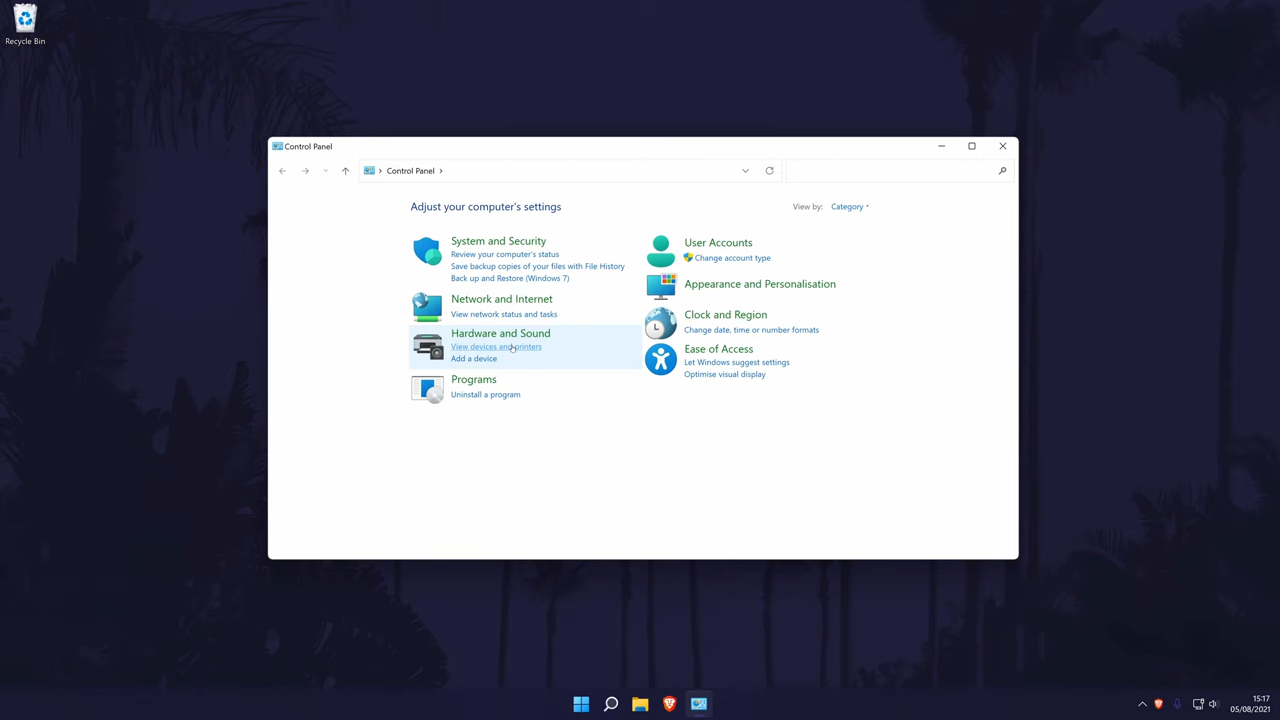 Recycle Bin
Control Panel
Control Panel
Adjust your computer's settings
View by: Category
System and Security
Review your computer's status
Save backup copies of your files with File History
Back up and Restore (Windows 7)
Network and Internet
View network status and tasks
Hardware and Sound
View devices and printers
Add a device
Programs
Uninstall a program
User Accounts
Change account type
Appearance and Personalisation
Clock and Region
Change date, time or number formats
Ease of Access
Let Windows suggest settings
Optimise visual display
15:17
05/08/2021